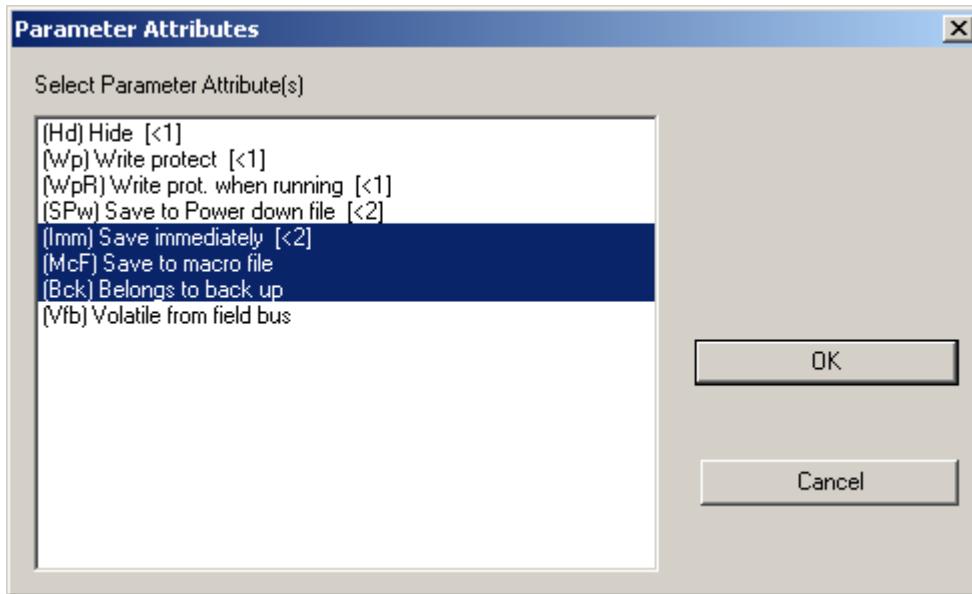 Parameter Attributes
Select Parameter Attribute(s)
(Hd) Hide [<1]
(Wp) Write protect [<1]
(WpR) Write prot. when running [<1]
(SPw) Save to Power down file [<2]
(Imm) Save immediately [<2]
(McF) Save to macro file
(Bck) Belongs to back up
(Vfb) Volatile from field bus
OK
Cancel